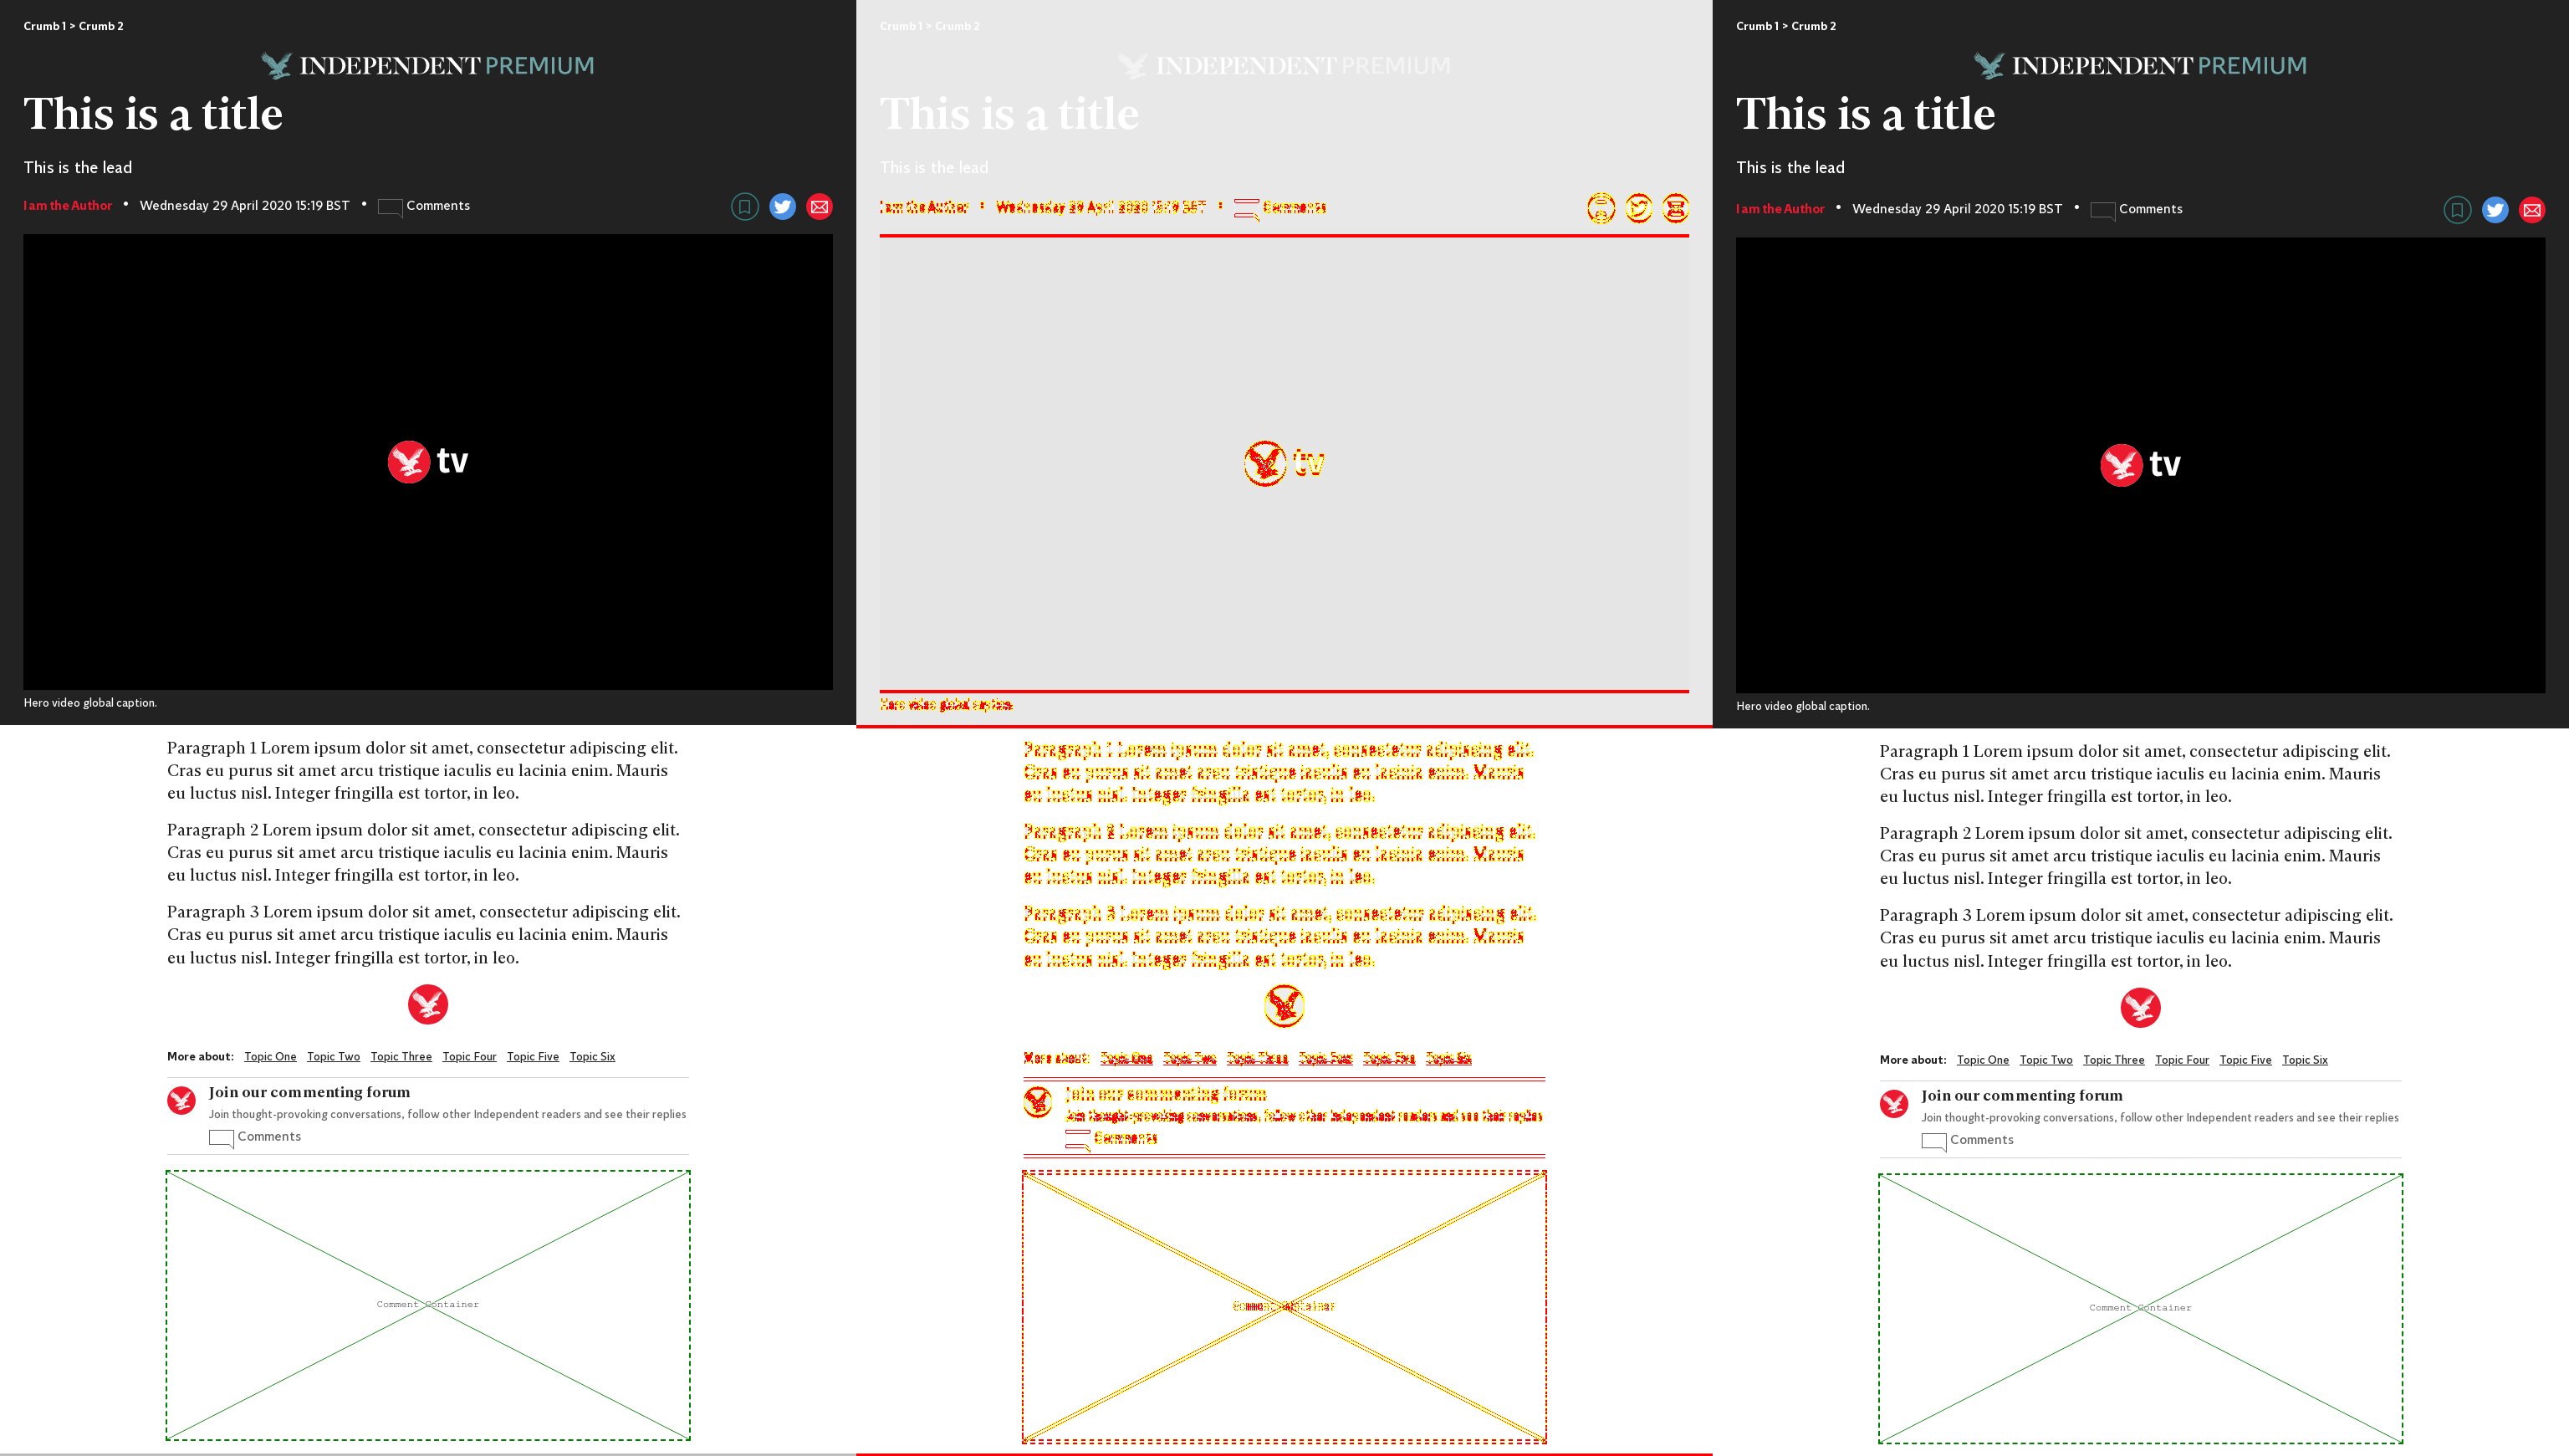 Crumb 1 > Crumb 2
INDEPENDENT PREMIUM
This is a title
This is the lead
I am the Author • Wednesday 29 April 2020 15:19 BST • Comments
tv
Hero video global caption.
Paragraph 1 Lorem ipsum dolor sit amet, consectetur adipiscing elit.
Cras eu purus sit amet arcu tristique iaculis eu lacinia enim. Mauris
eu luctus nisl. Integer fringilla est tortor, in leo.
Paragraph 2 Lorem ipsum dolor sit amet, consectetur adipiscing elit.
Cras eu purus sit amet arcu tristique iaculis eu lacinia enim. Mauris
eu luctus nisl. Integer fringilla est tortor, in leo.
Paragraph 3 Lorem ipsum dolor sit amet, consectetur adipiscing elit.
Cras eu purus sit amet arcu tristique iaculis eu lacinia enim. Mauris
eu luctus nisl. Integer fringilla est tortor, in leo.
More about: Topic One Topic Two Topic Three Topic Four Topic Five Topic Six
Join our commenting forum
Join thought-provoking conversations, follow other Independent readers and see their replies
Comments
Comment Container
Crumb 1 > Crumb 2
INDEPENDENT PREMIUM
This is a title
This is the lead
I am the Author • Wednesday 29 April 2020 15:19 BST • Comments
tv
Hero video global caption.
Paragraph 1 Lorem ipsum dolor sit amet, consectetur adipiscing elit.
Cras eu purus sit amet arcu tristique iaculis eu lacinia enim. Mauris
eu luctus nisl. Integer fringilla est tortor, in leo.
Paragraph 2 Lorem ipsum dolor sit amet, consectetur adipiscing elit.
Cras eu purus sit amet arcu tristique iaculis eu lacinia enim. Mauris
eu luctus nisl. Integer fringilla est tortor, in leo.
Paragraph 3 Lorem ipsum dolor sit amet, consectetur adipiscing elit.
Cras eu purus sit amet arcu tristique iaculis eu lacinia enim. Mauris
eu luctus nisl. Integer fringilla est tortor, in leo.
More about: Topic One Topic Two Topic Three Topic Four Topic Five Topic Six
Join our commenting forum
Join thought-provoking conversations, follow other Independent readers and see their replies
Comments
Comment Container
Crumb 1 > Crumb 2
INDEPENDENT PREMIUM
This is a title
This is the lead
I am the Author • Wednesday 29 April 2020 15:19 BST • Comments
tv
Hero video global caption.
Paragraph 1 Lorem ipsum dolor sit amet, consectetur adipiscing elit.
Cras eu purus sit amet arcu tristique iaculis eu lacinia enim. Mauris
eu luctus nisl. Integer fringilla est tortor, in leo.
Paragraph 2 Lorem ipsum dolor sit amet, consectetur adipiscing elit.
Cras eu purus sit amet arcu tristique iaculis eu lacinia enim. Mauris
eu luctus nisl. Integer fringilla est tortor, in leo.
Paragraph 3 Lorem ipsum dolor sit amet, consectetur adipiscing elit.
Cras eu purus sit amet arcu tristique iaculis eu lacinia enim. Mauris
eu luctus nisl. Integer fringilla est tortor, in leo.
More about: Topic One Topic Two Topic Three Topic Four Topic Five Topic Six
Join our commenting forum
Join thought-provoking conversations, follow other Independent readers and see their replies
Comments
Comment Container